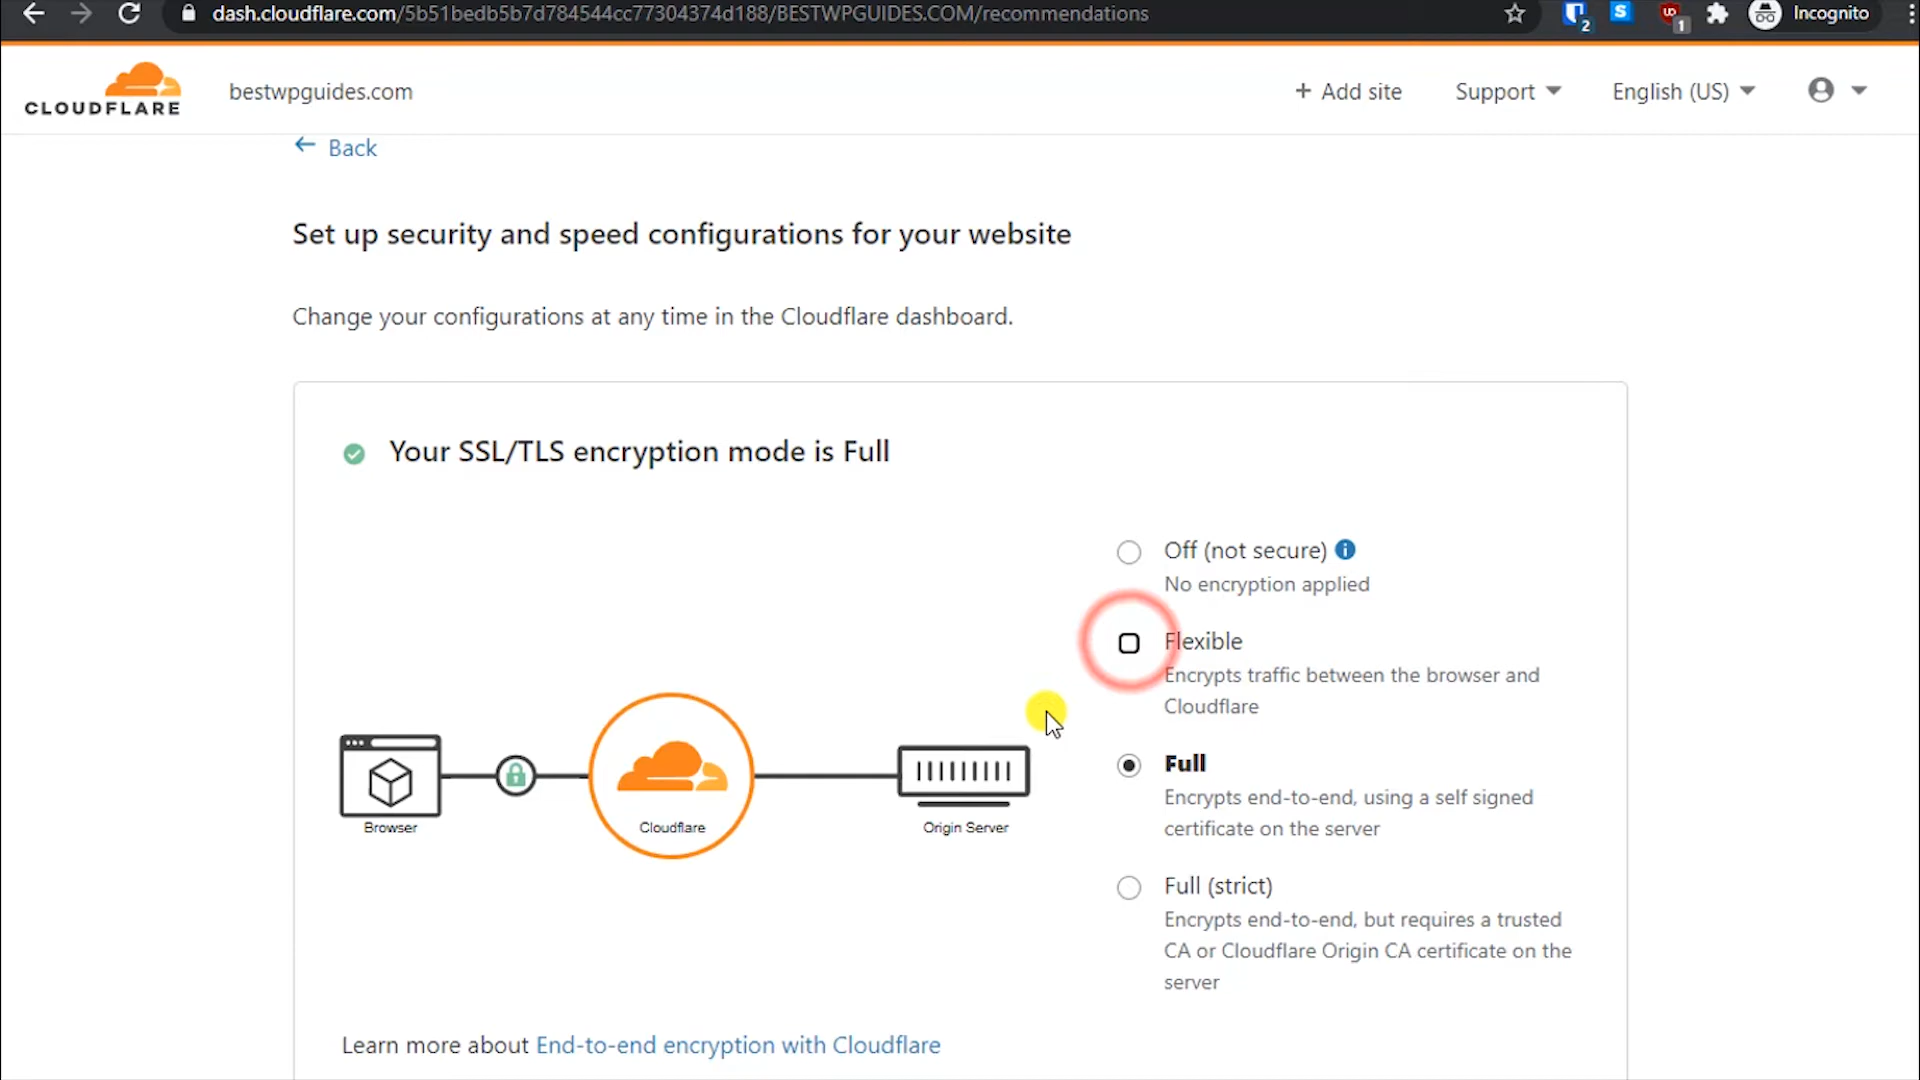 dash.cloudflare.com/5b51bedb5b7d784544cc77304374d188/BESTWPGUIDES.COM/recommendations
2
S
1
Incognito
CLOUDFLARE
bestwpguides.com
+ Add site
Support
English (US)
← Back
Set up security and speed configurations for your website
Change your configurations at any time in the Cloudflare dashboard.
Your SSL/TLS encryption mode is Full
Off (not secure)
No encryption applied
Flexible
Encrypts traffic between the browser and
Cloudflare
Full
Encrypts end-to-end, using a self signed
certificate on the server
Full (strict)
Encrypts end-to-end, but requires a trusted
CA or Cloudflare Origin CA certificate on the
server
Browser
Cloudflare
Origin Server
Learn more about End-to-end encryption with Cloudflare